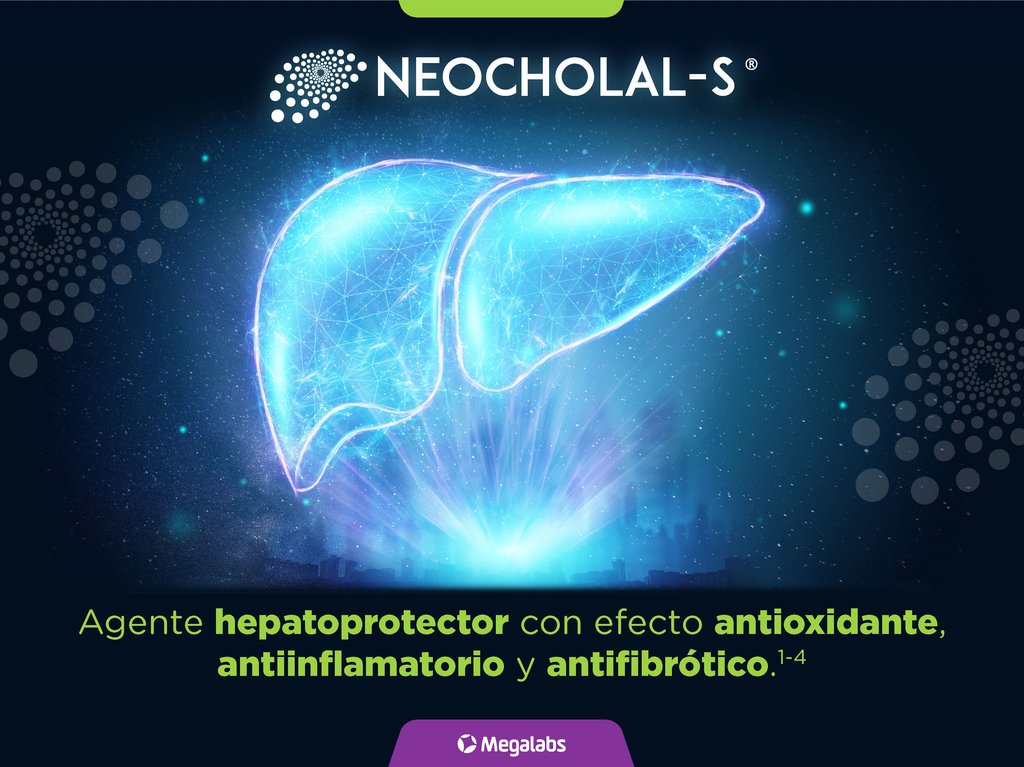 NEOCHOLAL-S®
Agente hepatoprotector con efecto antioxidante,
antiinflamatorio y antifibrótico.¹⁻⁴
Megalabs